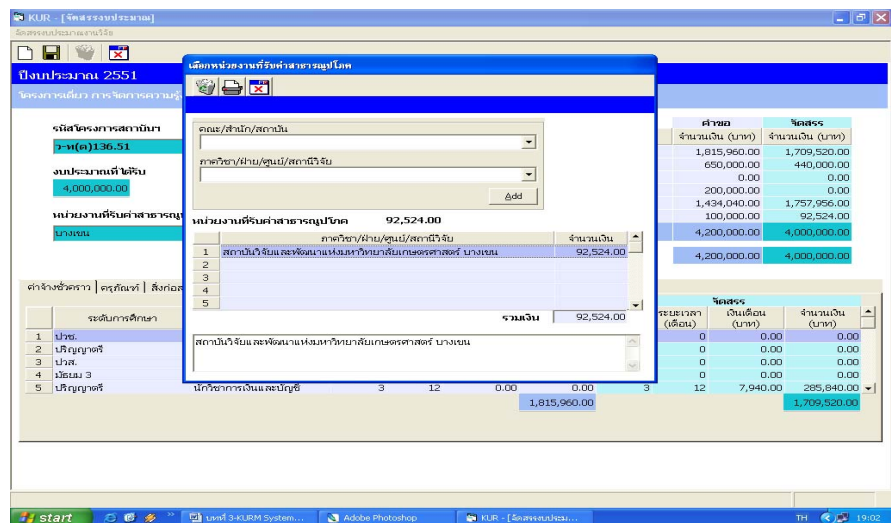 KUR - [จัดสรรงบประมาณ]
จัดสรรงบประมาณงานวิจัย
ปีงบประมาณ 2551
โครงการเดี่ยว การจัดการความรู้
รหัสโครงการสถาบันฯ
ว-ท(ด)136.51
งบประมาณที่ได้รับ
4,000,000.00
หน่วยงานที่รับค่าสาธารณู
บางเขน
คำขอ จัดสรร
จำนวนเงิน (บาท) จำนวนเงิน (บาท)
1,815,960.00 1,709,520.00
650,000.00 440,000.00
0.00 0.00
200,000.00 0.00
1,434,040.00 1,757,956.00
100,000.00 92,524.00
4,200,000.00 4,000,000.00
4,200,000.00 4,000,000.00
เลือกหน่วยงานที่รับค่าสาธารณูปโภค
คณะ/สำนัก/สถาบัน
ภาควิชา/ฝ่าย/ศูนย์/สถานีวิจัย
Add
หน่วยงานที่รับค่าสาธารณูปโภค 92,524.00
ภาควิชา/ฝ่าย/ศูนย์/สถานีวิจัย จำนวนเงิน
1 สถาบันวิจัยและพัฒนาแห่งมหาวิทยาลัยเกษตรศาสตร์ บางเขน 92,524.00
2
3
4
5
รวมเงิน 92,524.00
สถาบันวิจัยและพัฒนาแห่งมหาวิทยาลัยเกษตรศาสตร์ บางเขน
ค่าจ้างชั่วคราว ครุภัณฑ์ สิ่งก่อส
จัดสรร
ระดับการศึกษา ระยะเวลา (เดือน) เงินเดือน (บาท) จำนวนเงิน (บาท)
1 ปวช. 0 0.00 0.00
2 ปริญญาตรี 0 0.00 0.00
3 ปวส. 0 0.00 0.00
4 มัธยม 3 0 0.00 0.00
5 ปริญญาตรี นักวิชาการเงินและบัญชี 3 12 0.00 0.00 3 12 7,940.00 285,840.00
1,815,960.00 1,709,520.00
start บทที่ 3-KURM System... Adobe Photoshop KUR - [จัดสรรงบประม... TH 19:02